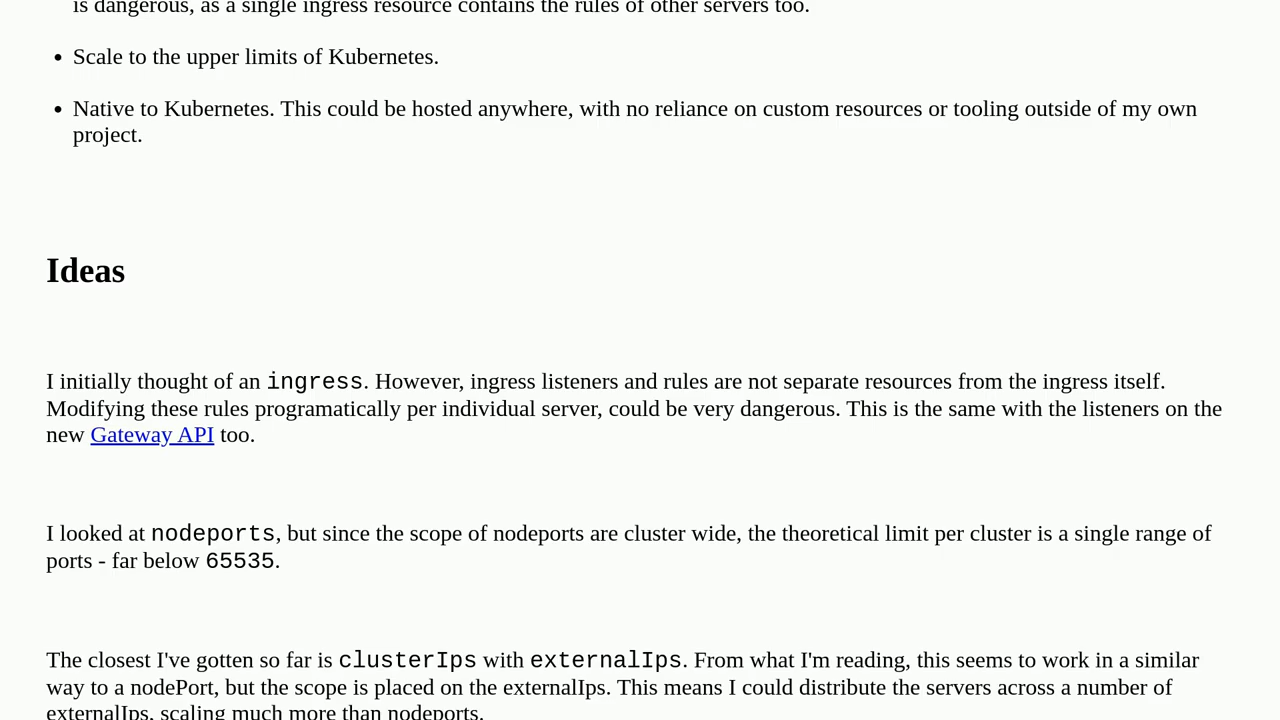 is dangerous, as a single ingress resource contains the rules of other servers too.
• Scale to the upper limits of Kubernetes.
• Native to Kubernetes. This could be hosted anywhere, with no reliance on custom resources or tooling outside of my own
project.
Ideas
I initially thought of an ingress. However, ingress listeners and rules are not separate resources from the ingress itself.
Modifying these rules programatically per individual server, could be very dangerous. This is the same with the listeners on the
new Gateway API too.
I looked at nodeports, but since the scope of nodeports are cluster wide, the theoretical limit per cluster is a single range of
ports - far below 65535.
The closest I've gotten so far is clusterIps with externalIps. From what I'm reading, this seems to work in a similar
way to a nodePort, but the scope is placed on the externalIps. This means I could distribute the servers across a number of
externalIps, scaling much more than nodeports.